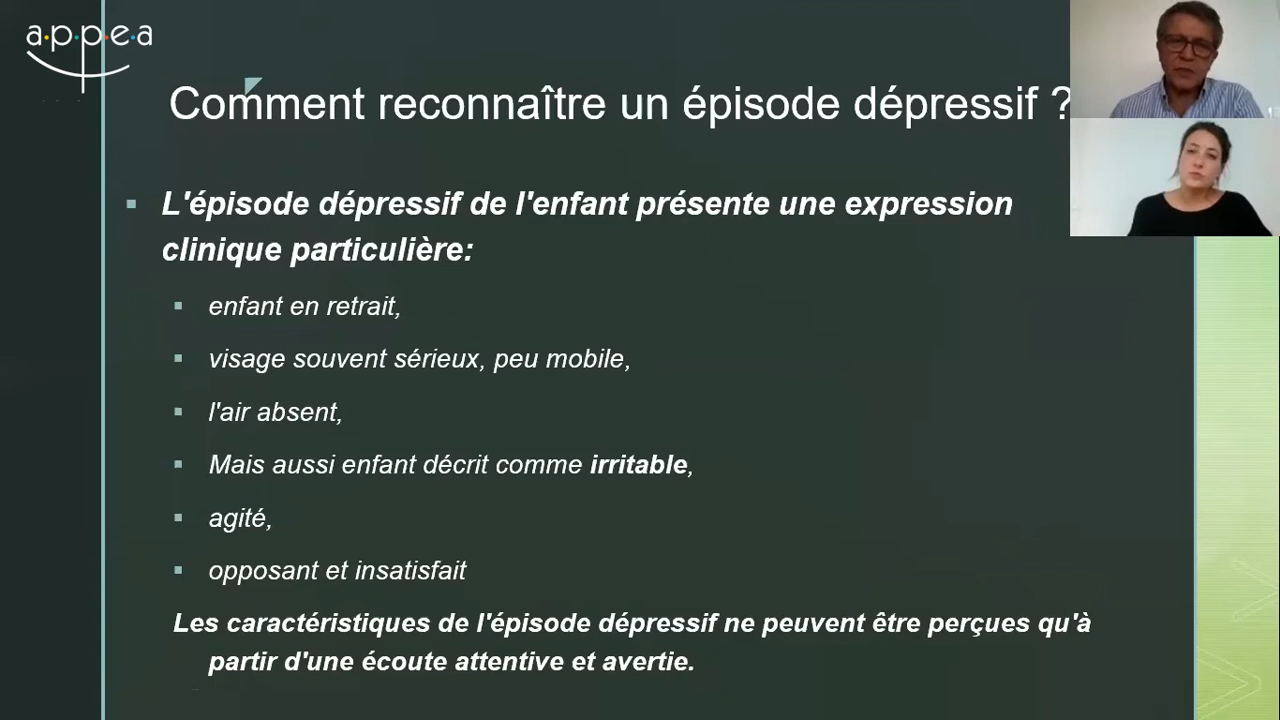 a·p·p·e·a
Comment reconnaître un épisode dépressif ?
▪ L'épisode dépressif de l'enfant présente une expression
clinique particulière:
▪ enfant en retrait,
▪ visage souvent sérieux, peu mobile,
▪ l'air absent,
▪ Mais aussi enfant décrit comme irritable,
▪ agité,
▪ opposant et insatisfait
Les caractéristiques de l'épisode dépressif ne peuvent être perçues qu'à
partir d'une écoute attentive et avertie.